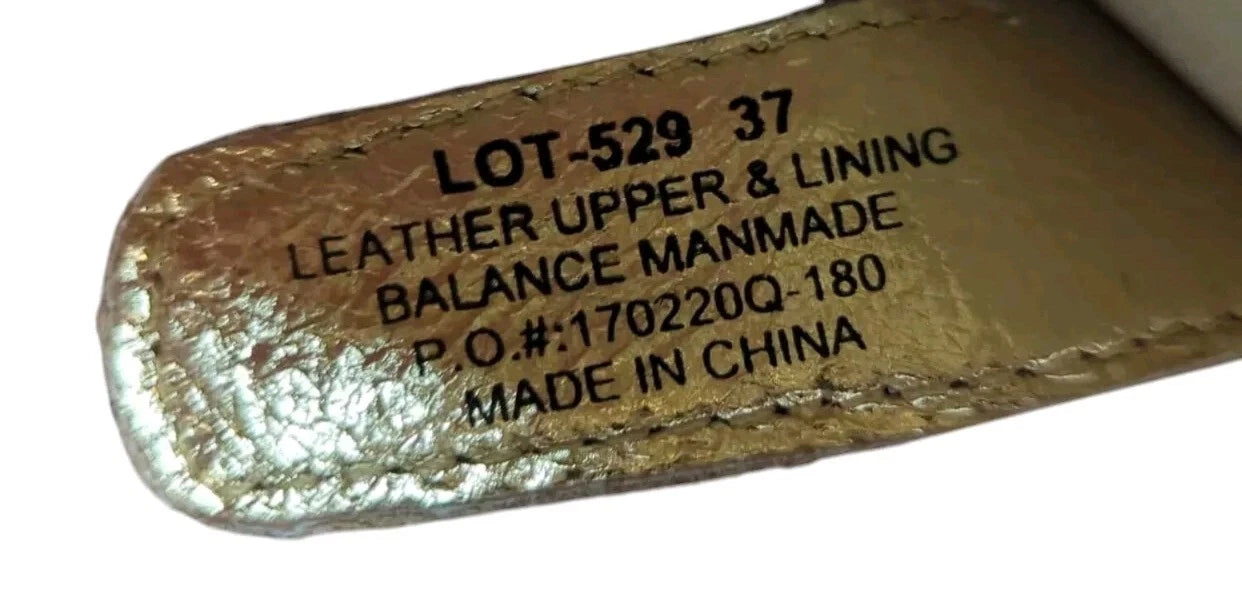 LOT-529 37
LEATHER UPPER & LINING
BALANCE MANMADE
P.O.#:170220Q-180
MADE IN CHINA